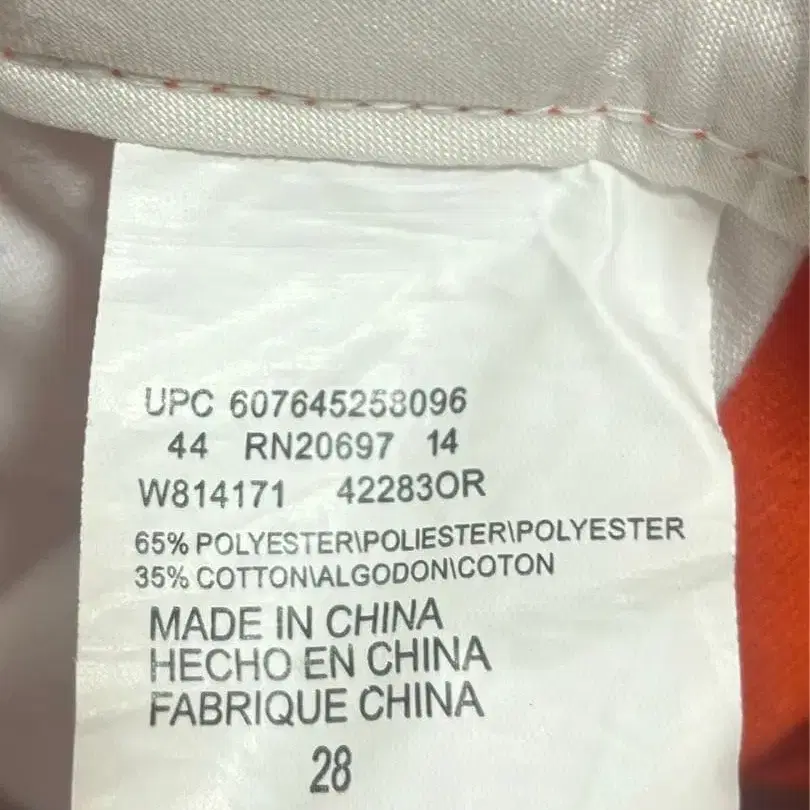 UPC 607645258096
44 RN20697 14
W814171 42283OR
65% POLYESTER\POLIESTER\POLYESTER
35% COTTON\ALGODON\COTON
MADE IN CHINA
HECHO EN CHINA
FABRIQUE CHINA
28